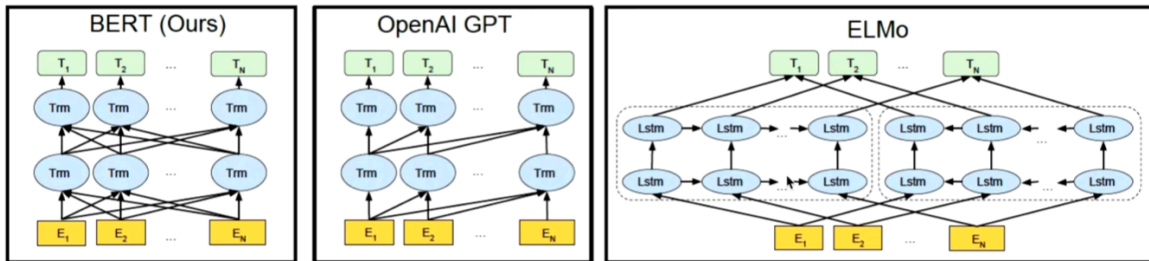 BERT (Ours)
T1 T2 ... TN
Trm Trm ... Trm
Trm Trm ... Trm
E1 E2 ... EN
OpenAI GPT
T1 T2 ... TN
Trm Trm ... Trm
Trm Trm ... Trm
E1 E2 ... EN
ELMo
T1 T2 ... TN
Lstm Lstm ... Lstm Lstm Lstm ... Lstm
Lstm Lstm ... Lstm Lstm Lstm ... Lstm
E1 E2 ... EN